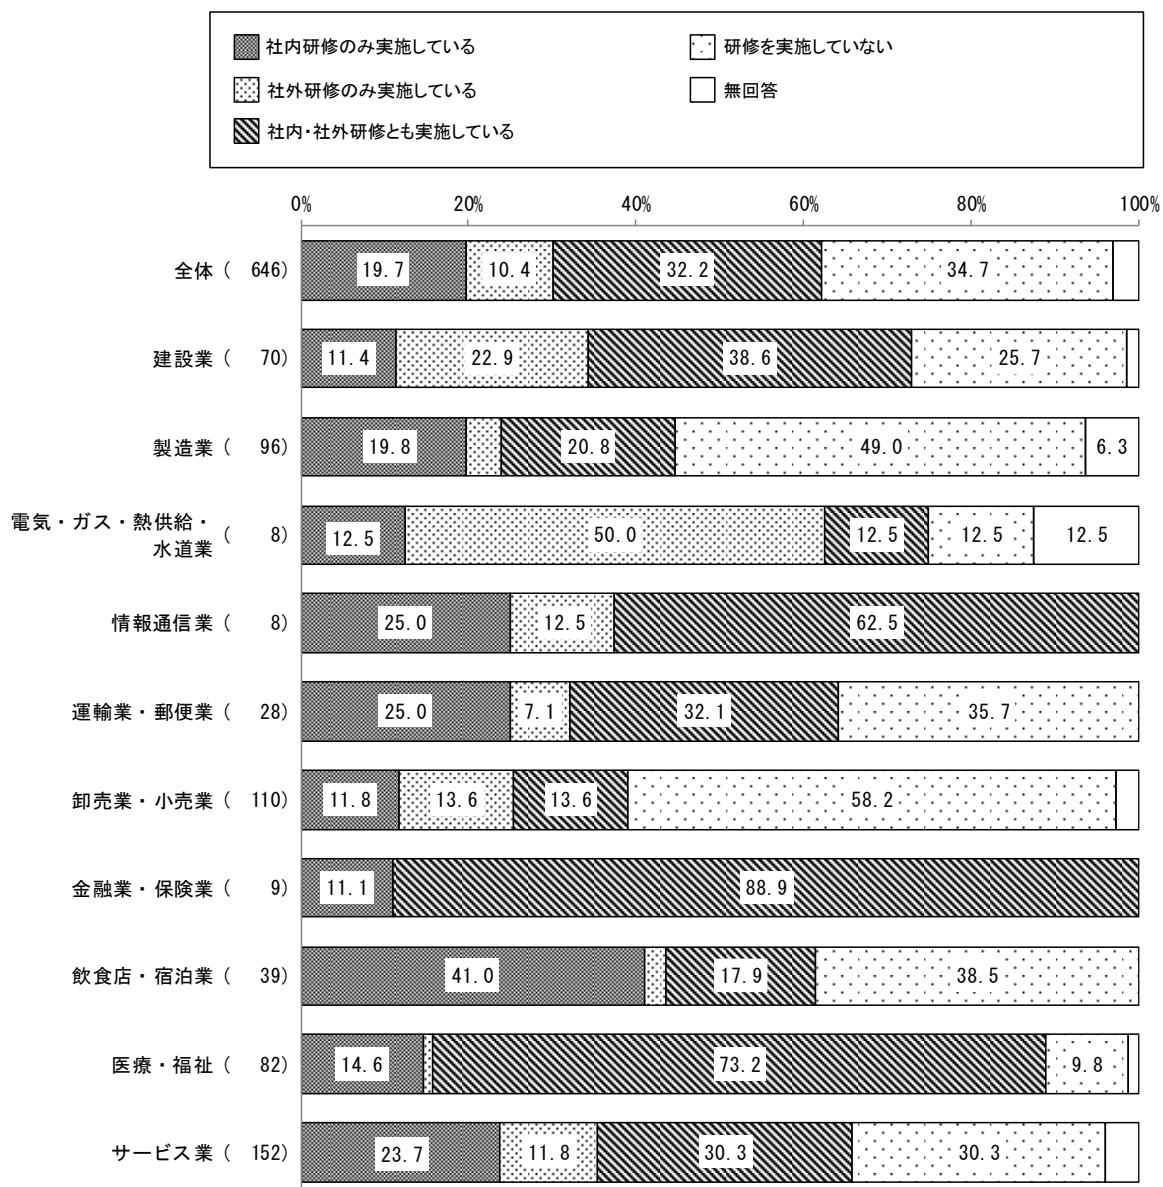 社内研修のみ実施している
研修を実施していない
社外研修のみ実施している
無回答
社内・社外研修とも実施している
0% 20% 40% 60% 80% 100%
全体 ( 646) 19.7 10.4 32.2 34.7
建設業 ( 70) 11.4 22.9 38.6 25.7
製造業 ( 96) 19.8 20.8 49.0 6.3
電気・ガス・熱供給・
水道業 ( 8) 12.5 50.0 12.5 12.5 12.5
情報通信業 ( 8) 25.0 12.5 62.5
運輸業・郵便業 ( 28) 25.0 7.1 32.1 35.7
卸売業・小売業 ( 110) 11.8 13.6 13.6 58.2
金融業・保険業 ( 9) 11.1 88.9
飲食店・宿泊業 ( 39) 41.0 17.9 38.5
医療・福祉 ( 82) 14.6 73.2 9.8
サービス業 ( 152) 23.7 11.8 30.3 30.3